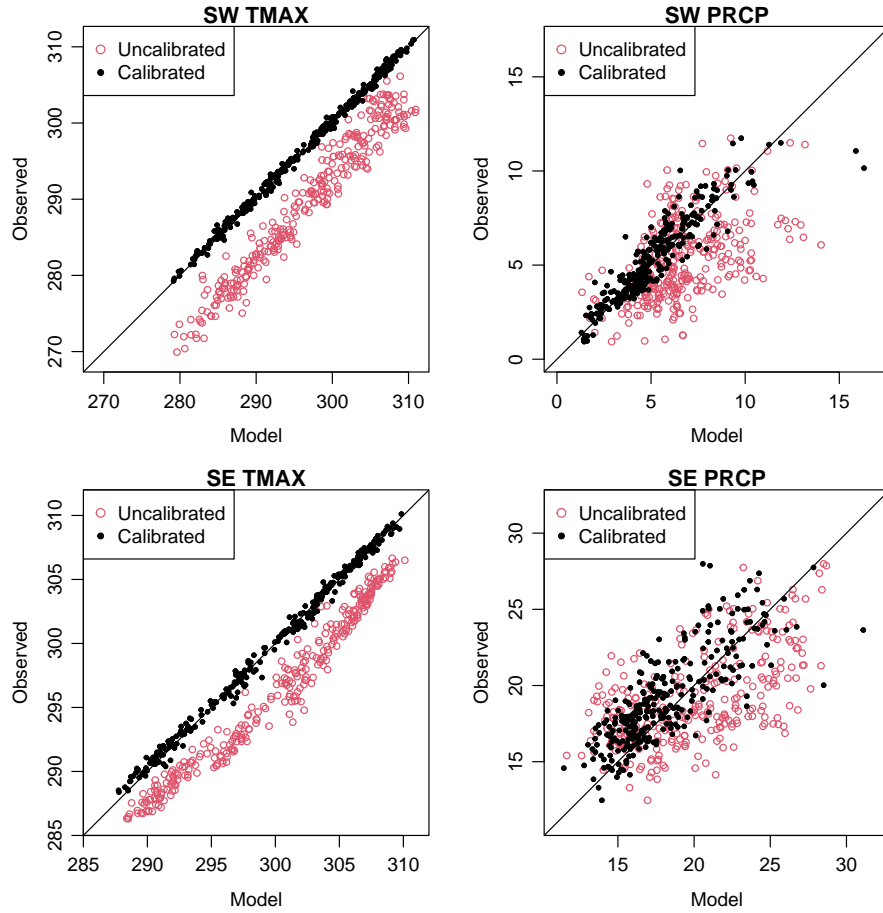 SW TMAX
Uncalibrated
Calibrated
Observed
270 280 290 300 310
270 280 290 300 310
Model
SW PRCP
Uncalibrated
Calibrated
Observed
0 5 10 15
0 5 10 15
Model
SE TMAX
Uncalibrated
Calibrated
Observed
285 290 295 300 305 310
285 290 295 300 305 310
Model
SE PRCP
Uncalibrated
Calibrated
Observed
15 20 25 30
15 20 25 30
Model